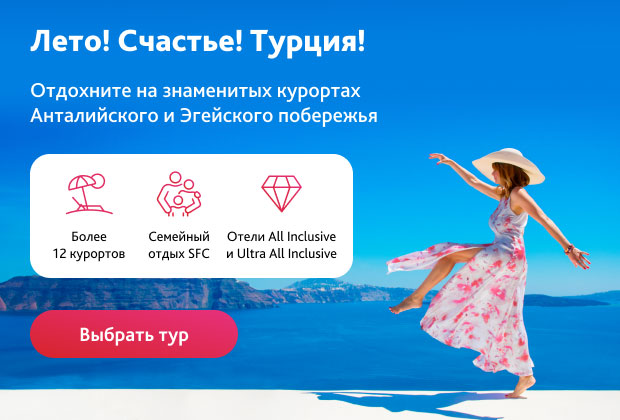 Лето! Счастье! Турция!
Отдохните на знаменитых курортах
Анталийского и Эгейского побережья
Более
12 курортов
Семейный
отдых SFC
Отели All Inclusive
и Ultra All Inclusive
Выбрать тур